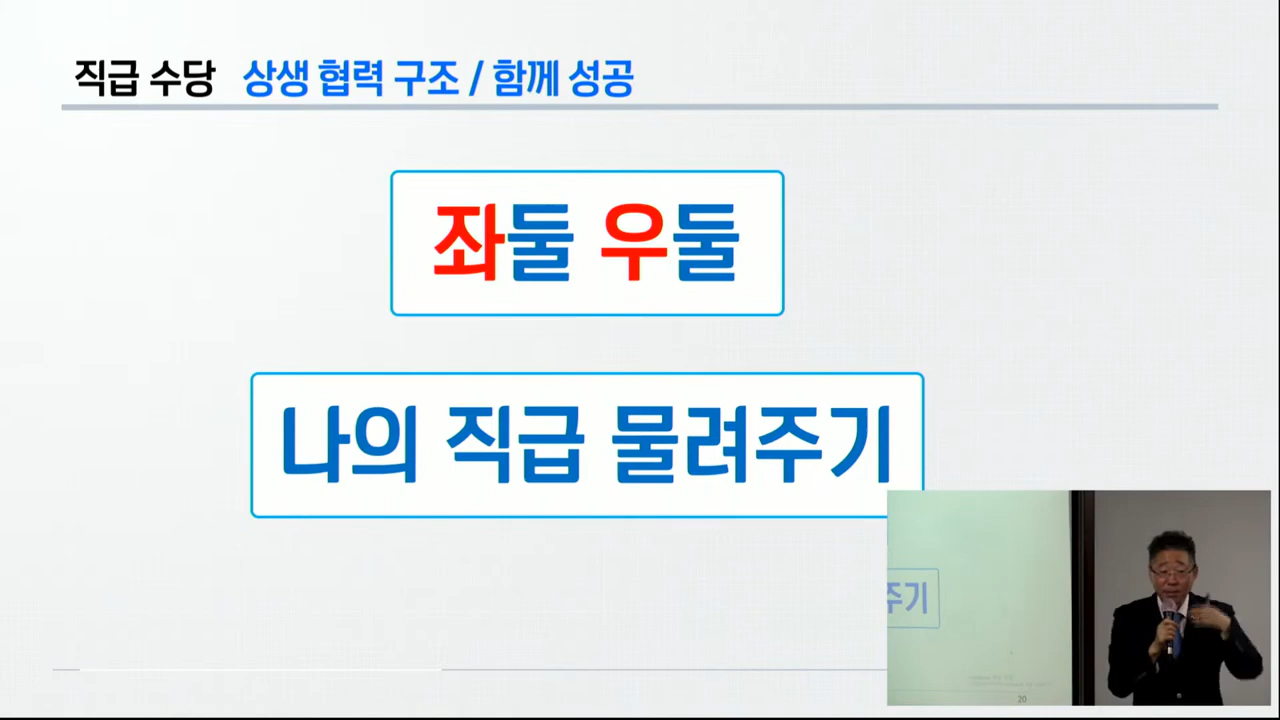 직급 수당 상생 협력 구조 / 함께 성공
좌둘 우둘
나의 직급 물려주기
주기
20